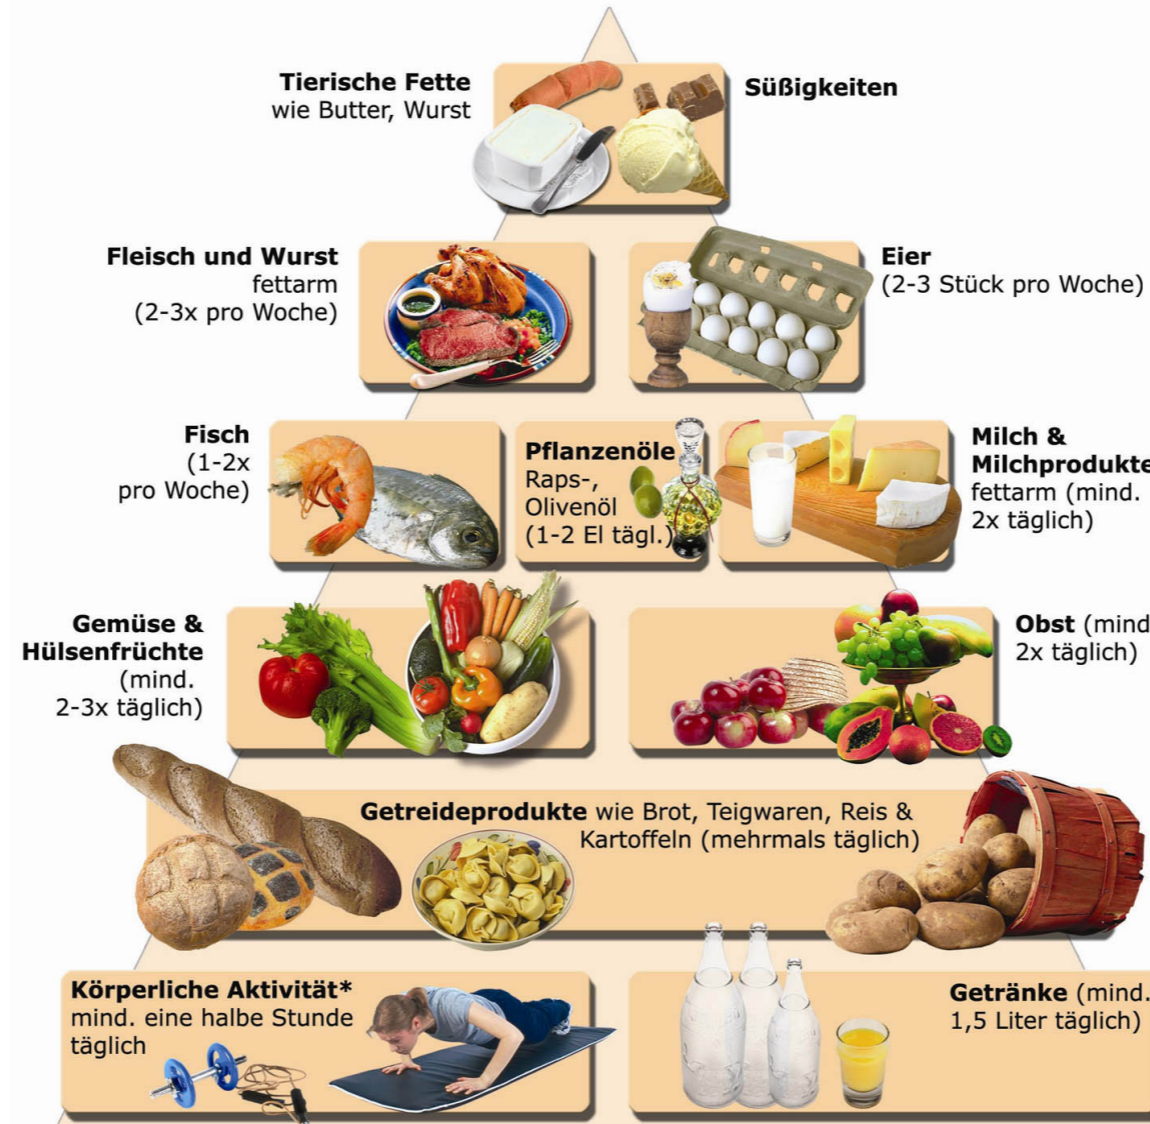 Tierische Fette
wie Butter, Wurst
Süßigkeiten
Fleisch und Wurst
fettarm
(2-3x pro Woche)
Eier
(2-3 Stück pro Woche)
Fisch
(1-2x
pro Woche)
Pflanzenöle
Raps-,
Olivenöl
(1-2 El tägl.)
Milch &
Milchprodukte
fettarm (mind.
2x täglich)
Gemüse &
Hülsenfrüchte
(mind.
2-3x täglich)
Obst (mind
2x täglich)
Getreideprodukte wie Brot, Teigwaren, Reis &
Kartoffeln (mehrmals täglich)
Körperliche Aktivität*
mind. eine halbe Stunde
täglich
Getränke (mind.
1,5 Liter täglich)